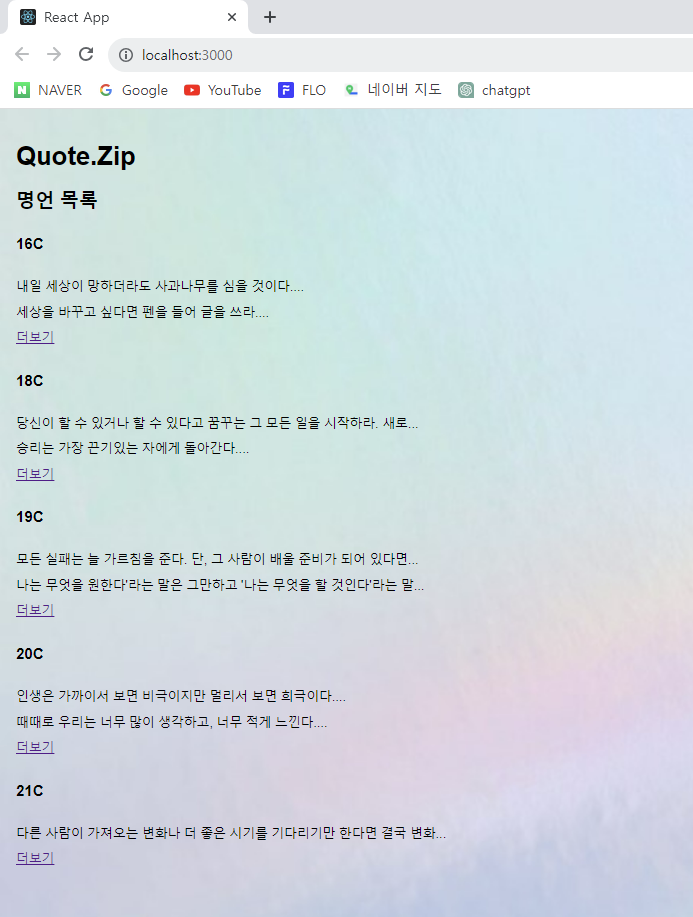 React App
localhost:3000
NAVER Google YouTube FLO 네이버 지도 chatgpt
Quote.Zip
명언 목록
16C
내일 세상이 망하더라도 사과나무를 심을 것이다....
세상을 바꾸고 싶다면 펜을 들어 글을 쓰라....
더보기
18C
당신이 할 수 있거나 할 수 있다고 꿈꾸는 그 모든 일을 시작하라. 새로...
승리는 가장 끈기있는 자에게 돌아간다....
더보기
19C
모든 실패는 늘 가르침을 준다. 단, 그 사람이 배울 준비가 되어 있다면...
나는 무엇을 원한다'라는 말은 그만하고 '나는 무엇을 할 것인다'라는 말...
더보기
20C
인생은 가까이서 보면 비극이지만 멀리서 보면 희극이다....
때때로 우리는 너무 많이 생각하고, 너무 적게 느낀다....
더보기
21C
다른 사람이 가져오는 변화나 더 좋은 시기를 기다리기만 한다면 결국 변화...
더보기